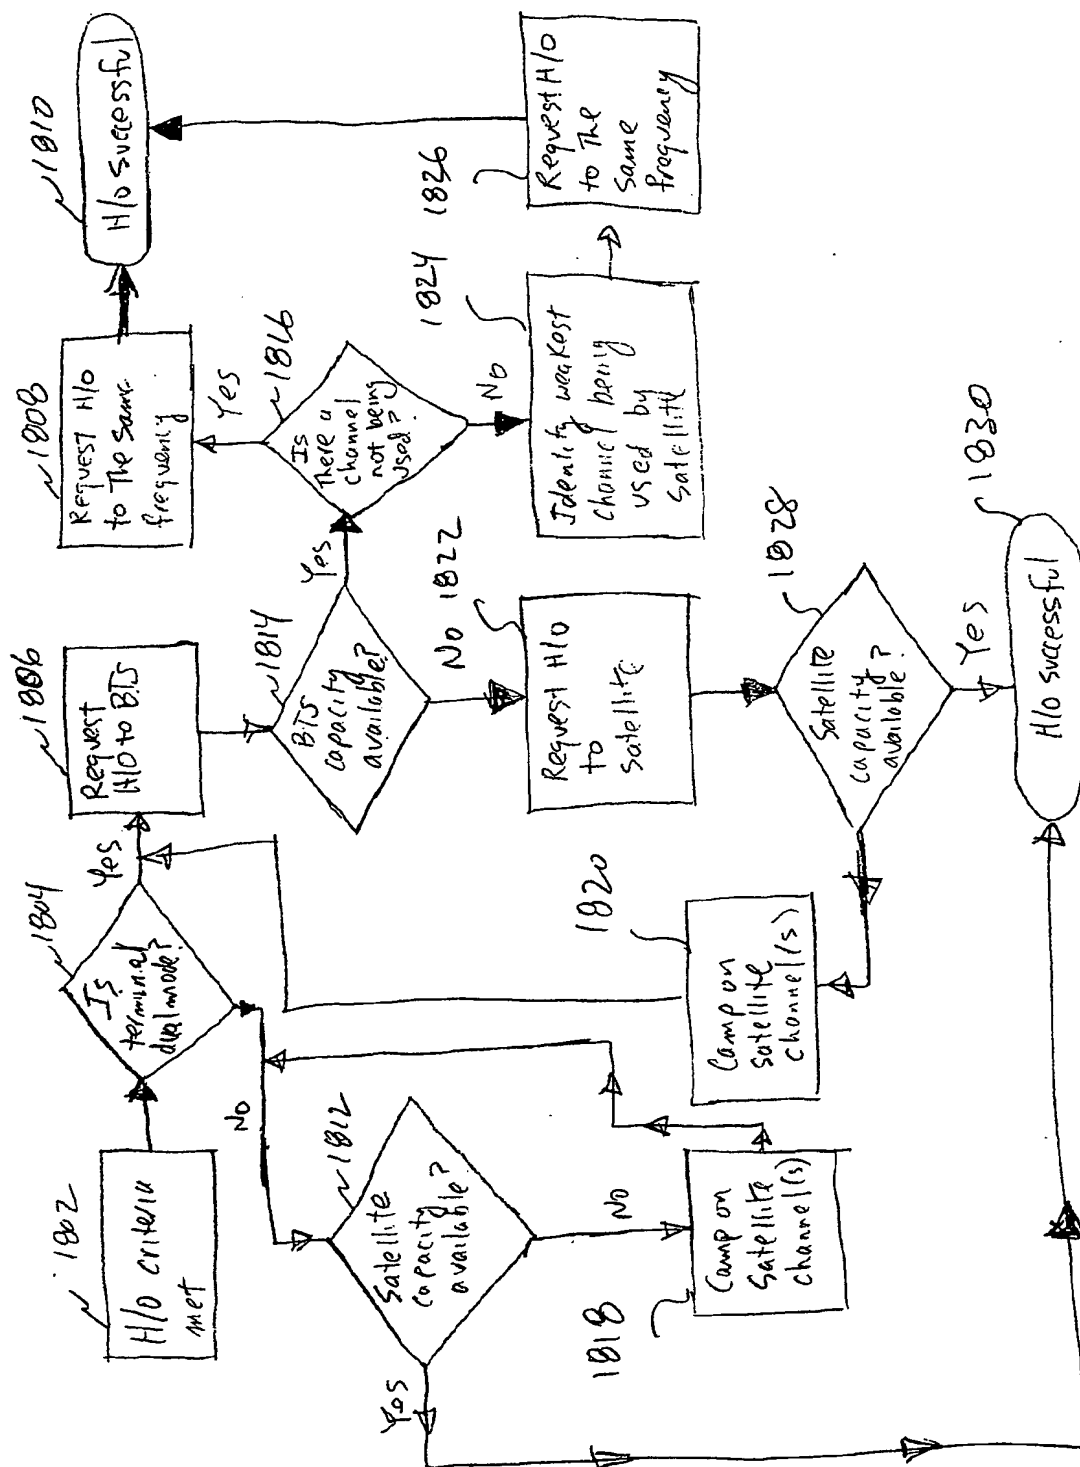 1802
H/o criteria
met
1804
Is
terminal
dual mode?
Yes
No
1806
Request
H/O to BTS
1808
Request H/o
to The same
frequency
1810
H/o successful
1812
Satellite
capacity
available?
Yes
No
1814
BTS
capacity
available?
Yes
No
1816
Is
There a
channel
not being
used?
Yes
No
1818
Camp on
Satellite
channel(s)
1820
Camp on
Satellite
channel(s)
1822
Request H/o
to
Satellite
1824
Identify weakest
channel being
used by
Satellite
1826
Request H/o
to The
same
frequency
1828
Satellite
capacity
available?
Yes
1830
H/o successful